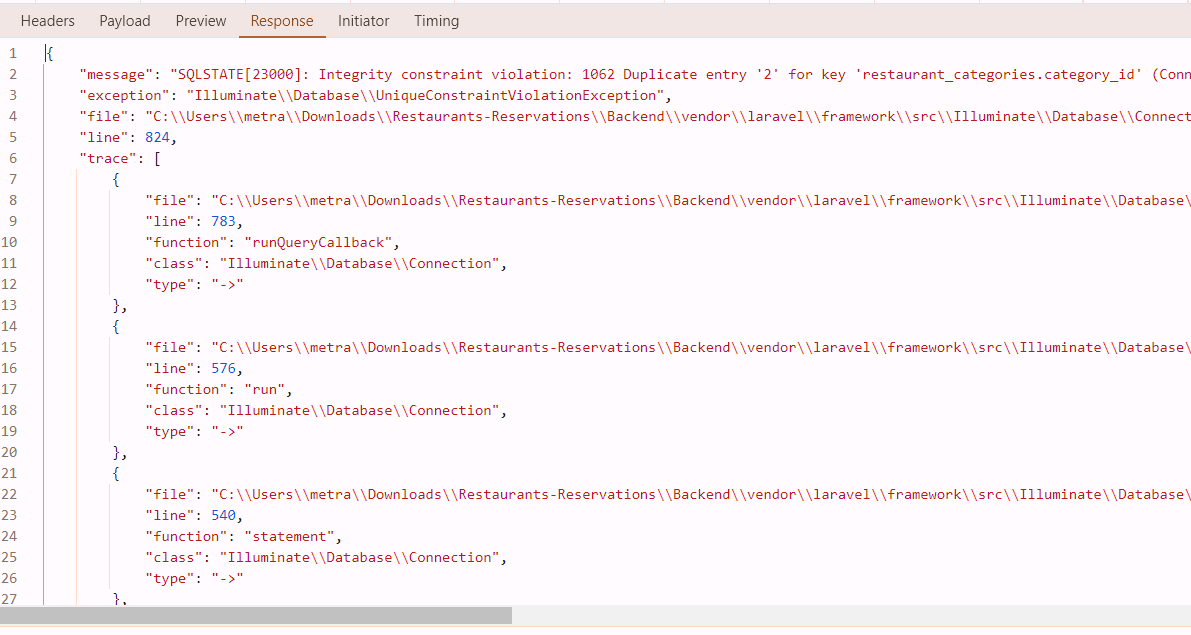 Headers Payload Preview Response Initiator Timing
1 {
2 "message": "SQLSTATE[23000]: Integrity constraint violation: 1062 Duplicate entry '2' for key 'restaurant_categories.category_id' (Conn
3 "exception": "Illuminate\\Database\\UniqueConstraintViolationException",
4 "file": "C:\\Users\\metra\\Downloads\\Restaurants-Reservations\\Backend\\vendor\\laravel\\framework\\src\\Illuminate\\Database\\Connect
5 "line": 824,
6 "trace": [
7 {
8 "file": "C:\\Users\\metra\\Downloads\\Restaurants-Reservations\\Backend\\vendor\\laravel\\framework\\src\\Illuminate\\Database\
9 "line": 783,
10 "function": "runQueryCallback",
11 "class": "Illuminate\\Database\\Connection",
12 "type": "->"
13 },
14 {
15 "file": "C:\\Users\\metra\\Downloads\\Restaurants-Reservations\\Backend\\vendor\\laravel\\framework\\src\\Illuminate\\Database\
16 "line": 576,
17 "function": "run",
18 "class": "Illuminate\\Database\\Connection",
19 "type": "->"
20 },
21 {
22 "file": "C:\\Users\\metra\\Downloads\\Restaurants-Reservations\\Backend\\vendor\\laravel\\framework\\src\\Illuminate\\Database\
23 "line": 540,
24 "function": "statement",
25 "class": "Illuminate\\Database\\Connection",
26 "type": "->"
27 },